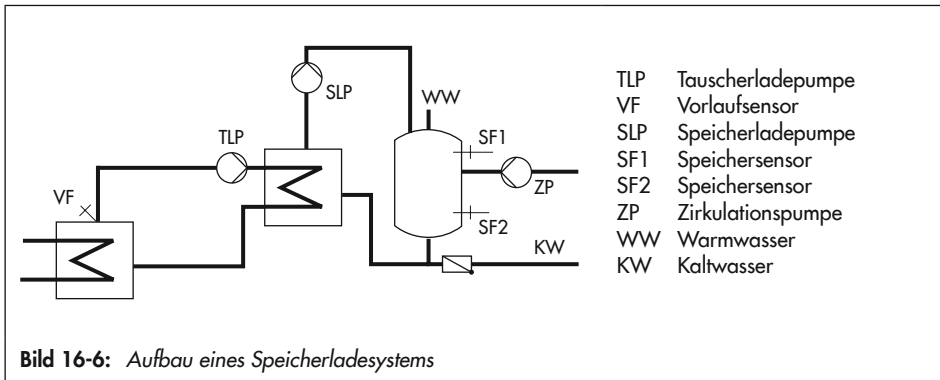 SLP
WW
TLP
SF1
VF
ZP
SF2
KW
TLP Tauscherladepumpe
VF Vorlaufsensor
SLP Speicherladepumpe
SF1 Speichersensor
SF2 Speichersensor
ZP Zirkulationspumpe
WW Warmwasser
KW Kaltwasser
Bild 16-6: Aufbau eines Speicherladesystems